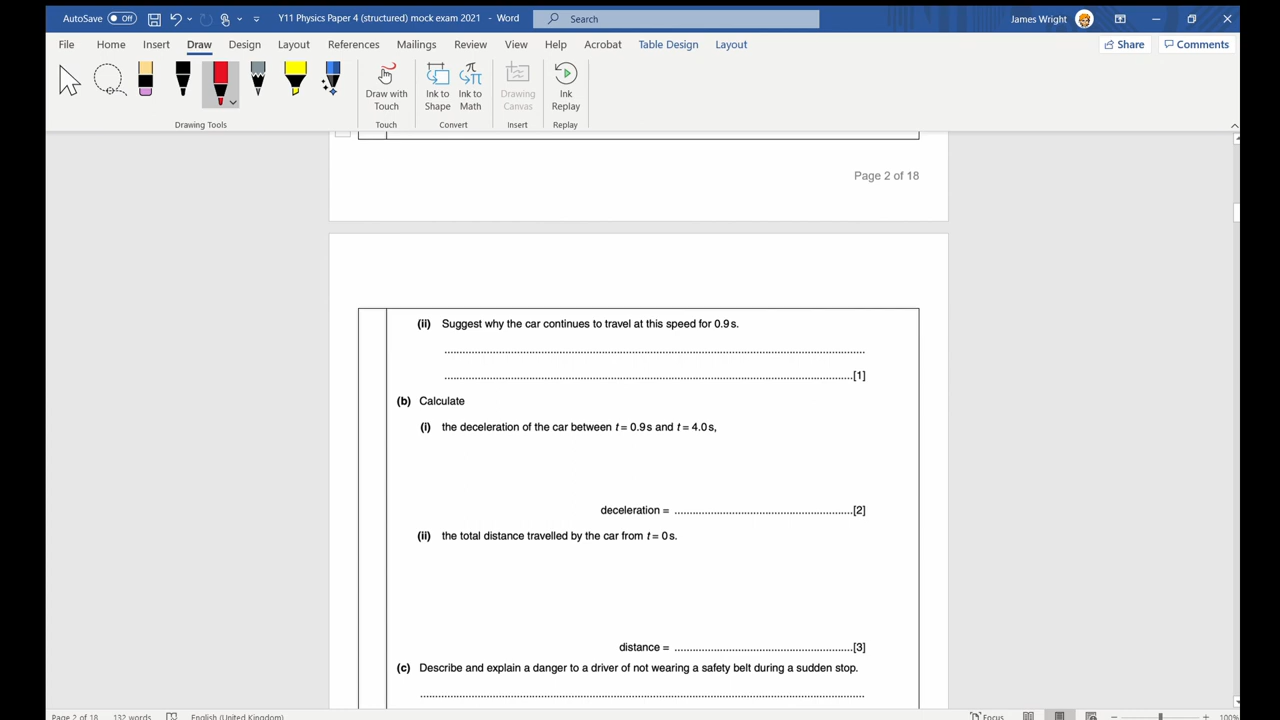 AutoSave Off Y11 Physics Paper 4 (structured) mock exam 2021 - Word Search James Wright
File Home Insert Draw Design Layout References Mailings Review View Help Acrobat Table Design Layout Share Comments
Draw with Touch Ink to Shape Ink to Math Drawing Canvas Ink Replay
Drawing Tools Touch Convert Insert Replay
Page 2 of 18
(ii) Suggest why the car continues to travel at this speed for 0.9 s.
[1]
(b) Calculate
(i) the deceleration of the car between t = 0.9 s and t = 4.0 s,
deceleration = [2]
(ii) the total distance travelled by the car from t = 0 s.
distance = [3]
(c) Describe and explain a danger to a driver of not wearing a safety belt during a sudden stop.
Page 2 of 18 132 words English (United Kingdom) Focus 100%